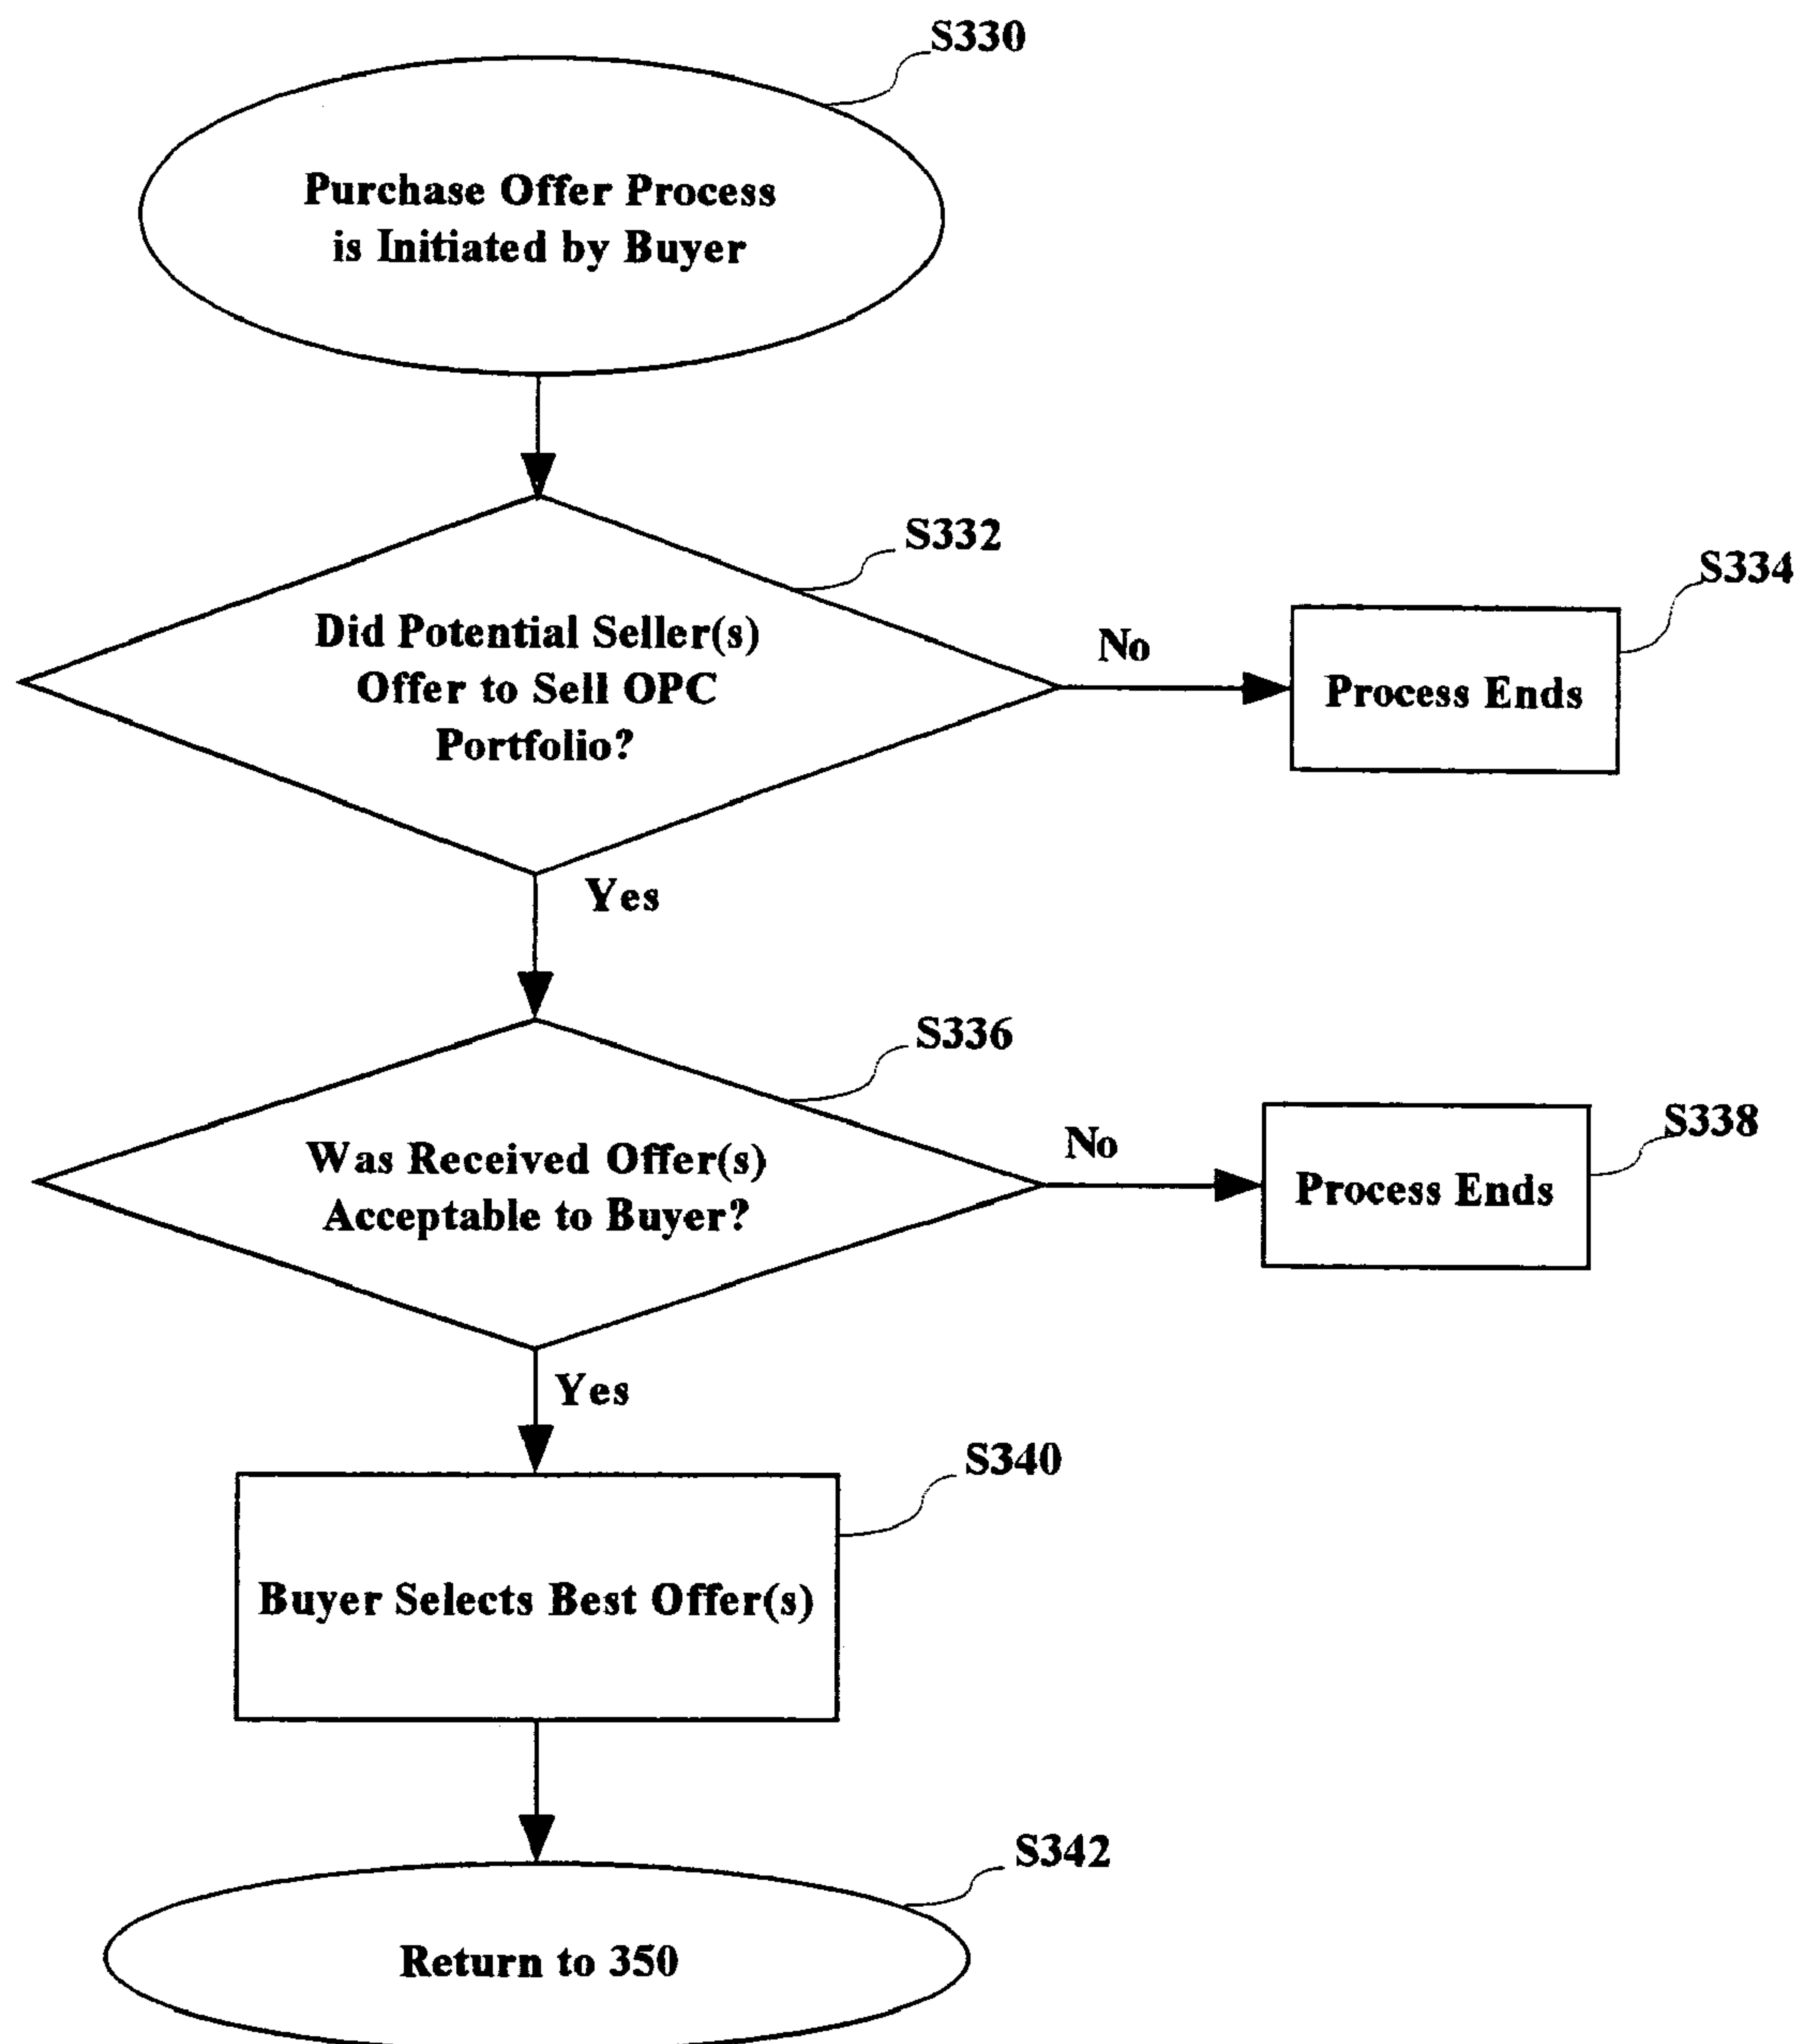 S330
Purchase Offer Process
is Initiated by Buyer
S332
Did Potential Seller(s)
Offer to Sell OPC
Portfolio?
No
S334
Process Ends
Yes
S336
Was Received Offer(s)
Acceptable to Buyer?
No
S338
Process Ends
Yes
S340
Buyer Selects Best Offer(s)
S342
Return to 350